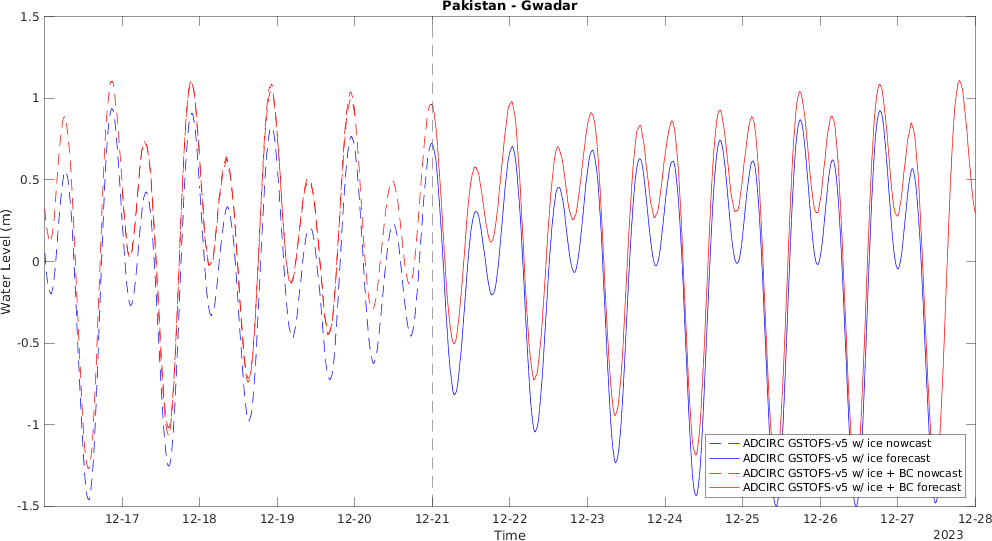 Pakistan - Gwadar
1.5
1
0.5
0
-0.5
-1
-1.5
Water Level (m)
ADCIRC GSTOFS-v5 w/ ice nowcast
ADCIRC GSTOFS-v5 w/ ice forecast
ADCIRC GSTOFS-v5 w/ ice + BC nowcast
ADCIRC GSTOFS-v5 w/ ice + BC forecast
12-17 12-18 12-19 12-20 12-21 12-22 12-23 12-24 12-25 12-26 12-27 12-28
Time
2023